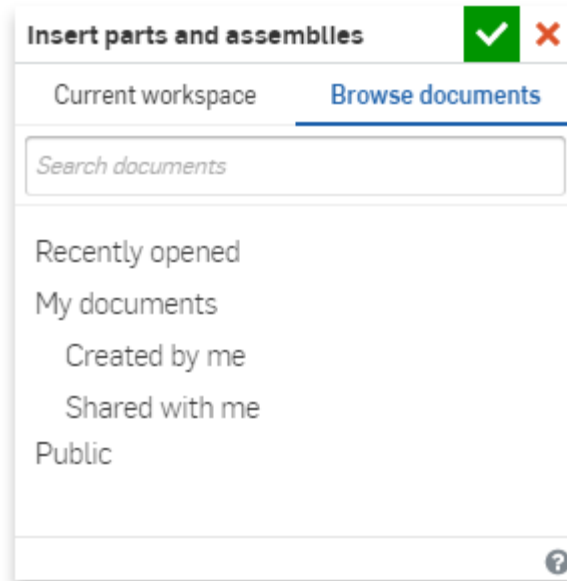 Insert parts and assemblies
Current workspace Browse documents
Search documents
Recently opened
My documents
Created by me
Shared with me
Public
?